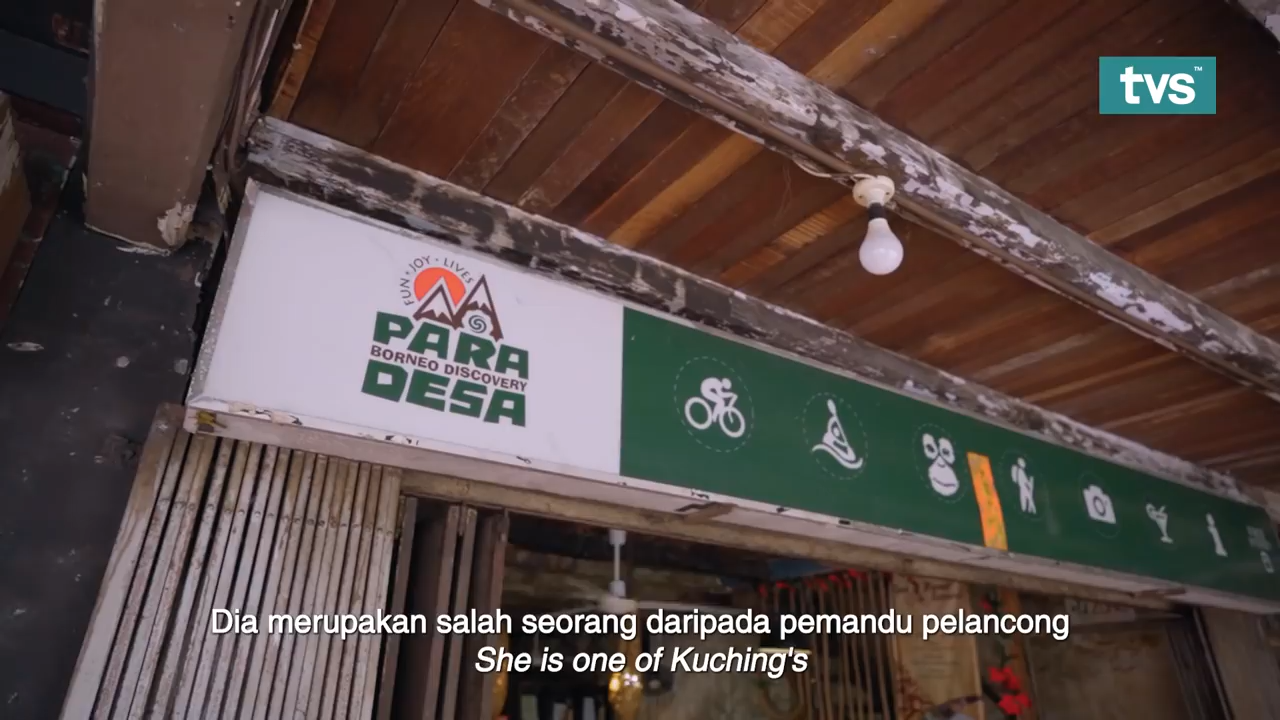 tvs™
FUN • JOY • LIVES
PARA
BORNEO DISCOVERY
DESA
Dia merupakan salah seorang daripada pemandu pelancong
She is one of Kuching's